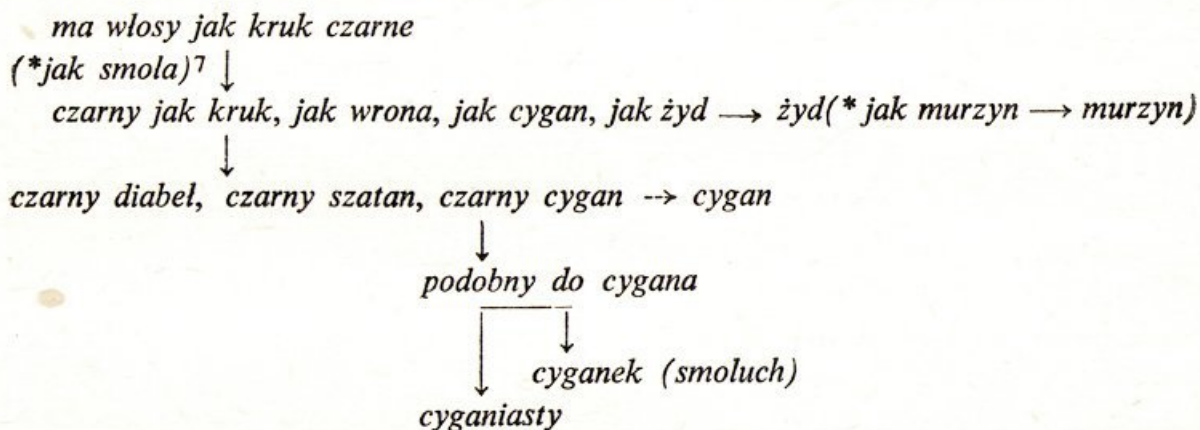 ma włosy jak kruk czarne
(*jak smoła)⁷ ↓
czarny jak kruk, jak wrona, jak cygan, jak żyd → żyd(* jak murzyn → murzyn)
czarny diabeł, czarny szatan, czarny cygan --> cygan
podobny do cygana
cyganek (smoluch)
cyganiasty